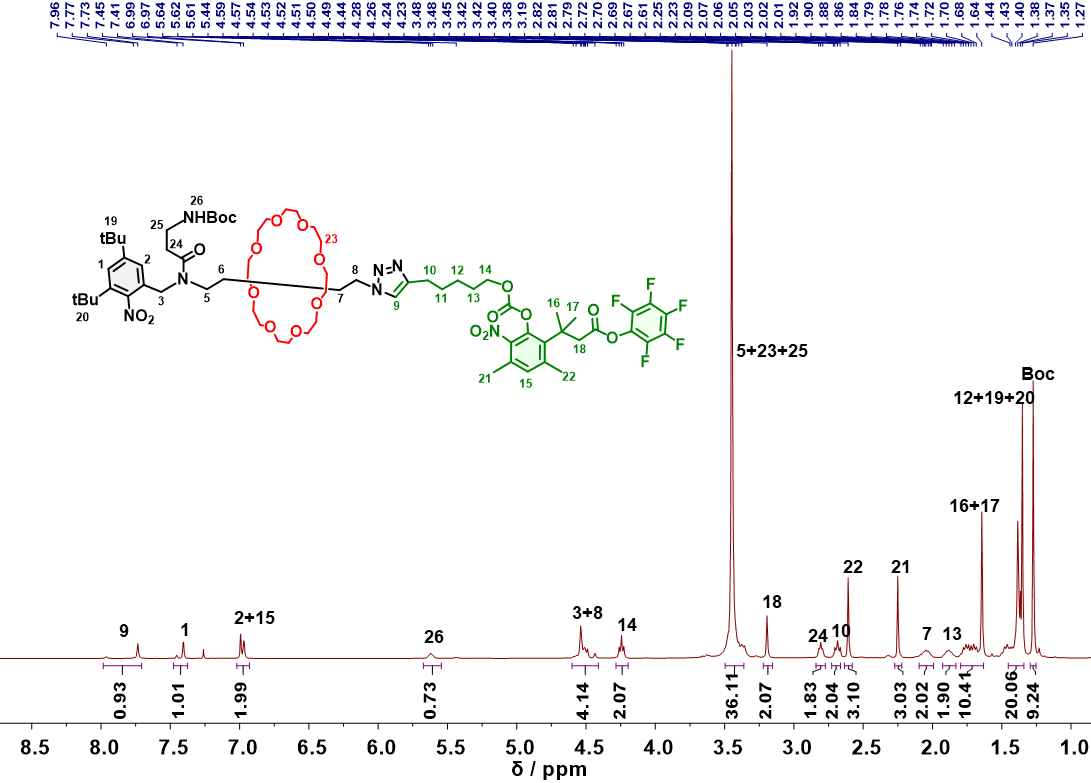 7.96 7.77 7.73 7.45 7.41 6.99 6.97 5.64 5.62 5.61 5.44 4.59 4.57 4.54 4.53 4.52 4.51 4.50 4.49 4.44 4.28 4.26 4.24 4.23 3.48 3.48 3.45 3.42 3.42 3.40 3.38 3.19 2.82 2.81 2.79 2.72 2.70 2.69 2.67 2.61 2.25 2.23 2.09 2.07 2.06 2.05 2.03 2.02 2.01 1.92 1.90 1.88 1.86 1.84 1.79 1.78 1.76 1.74 1.72 1.70 1.68 1.64 1.44 1.43 1.40 1.38 1.37 1.35 1.27
26
NHBoc
25
19
tBu
24
O
1
2
N
tBu
20
NO2
3
5
6
O
O
O
O
O
O
O
O
O
O
23
8
7
N
N
N
9
10
11
12
13
14
O
O
O
O2N
16
17
18
O
O
F
F
F
F
F
21
15
22
5+23+25
Boc
12+19+20
16+17
22
21
18
9
1
2+15
26
3+8
14
24
10
7
13
0.93
1.01
1.99
0.73
4.14
2.07
36.11
2.07
1.83
2.04
3.10
3.03
2.02
1.90
10.41
20.06
9.24
8.5 8.0 7.5 7.0 6.5 6.0 5.5 5.0 4.5 4.0 3.5 3.0 2.5 2.0 1.5 1.0
δ / ppm